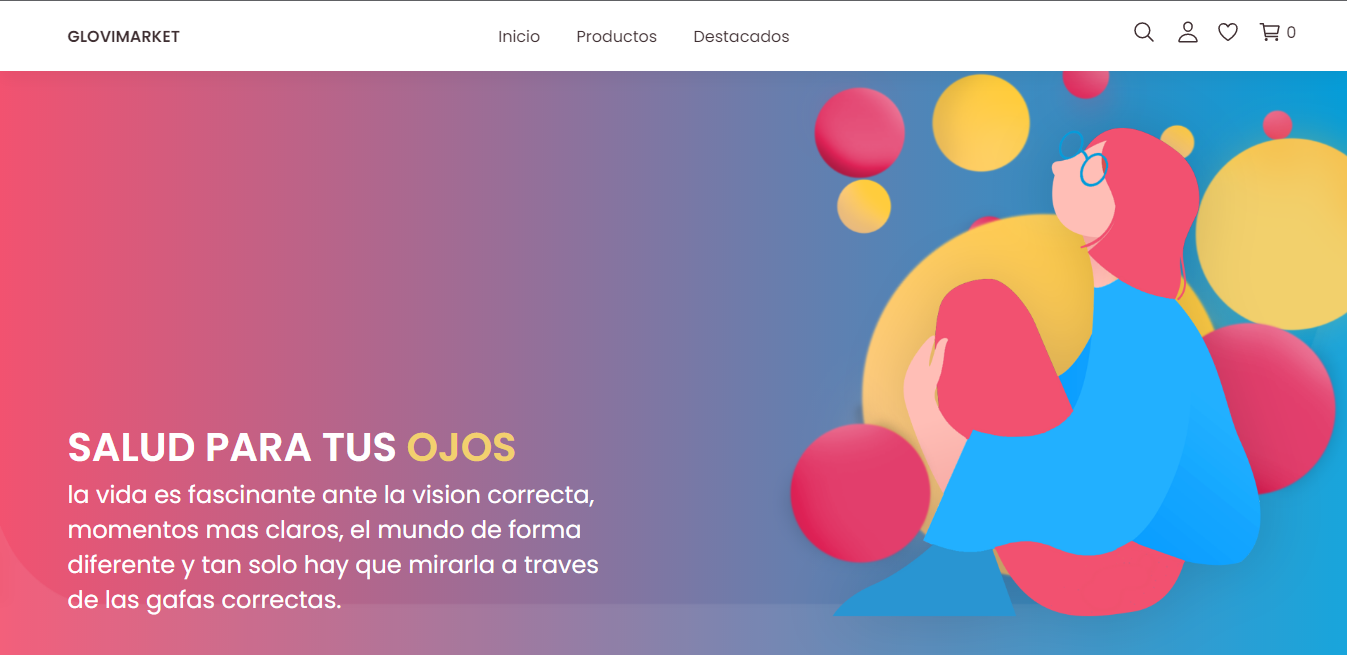 GLOVIMARKET
Inicio
Productos
Destacados
0
SALUD PARA TUS OJOS
la vida es fascinante ante la vision correcta,
momentos mas claros, el mundo de forma
diferente y tan solo hay que mirarla a traves
de las gafas correctas.